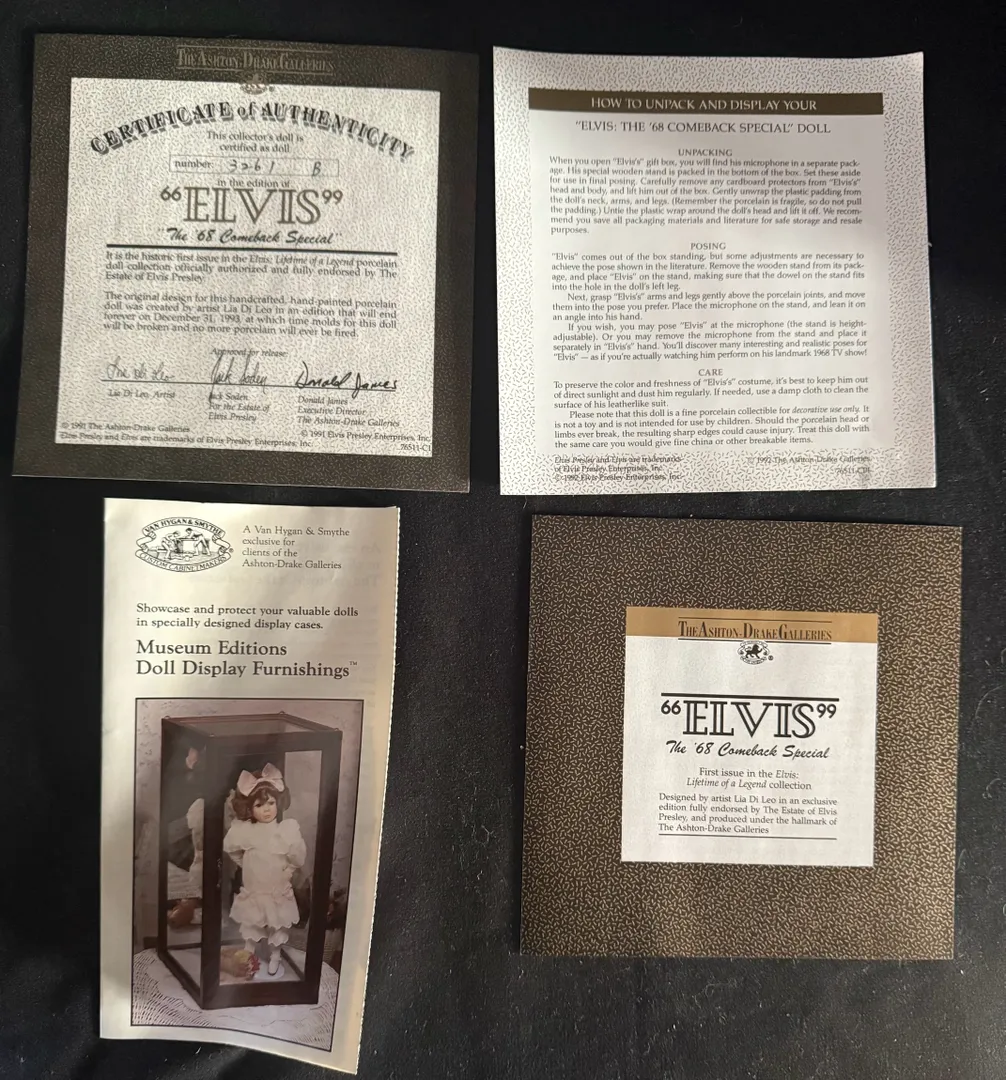 THE ASHTON-DRAKE GALLERIES
CERTIFICATE of AUTHENTICITY
This collector's doll is
certified as doll
number: 3261 B
in the edition of
"ELVIS"
"The '68 Comeback Special"
It is the historic first issue in the Elvis: Lifetime of a Legend porcelain
doll collection officially authorized and fully endorsed by The
Estate of Elvis Presley.
The original design for this handcrafted, hand-painted porcelain
doll was created by artist Lia Di Leo in an edition that will end
forever on December 31, 1993, at which time molds for this doll
will be broken and no more porcelain will ever be fired.
Approved for release:
Lia Di Leo Jack Soden Donald James
Lia Di Leo, Artist
Jack Soden
For the Estate of
Elvis Presley
Donald James
Executive Director
The Ashton-Drake Galleries
© 1991 The Ashton-Drake Galleries
© 1991 Elvis Presley Enterprises, Inc.
Elvis Presley and Elvis are trademarks of Elvis Presley Enterprises, Inc.
76511-C1
HOW TO UNPACK AND DISPLAY YOUR
"ELVIS: THE '68 COMEBACK SPECIAL" DOLL
UNPACKING
When you open "Elvis's" gift box, you will find his microphone in a separate pack-
age. His special wooden stand is packed in the bottom of the box. Set these aside
for use in final posing. Carefully remove any cardboard protectors from "Elvis's"
head and body, and lift him out of the box. Gently unwrap the plastic padding from
the doll's neck, arms, and legs. (Remember the porcelain is fragile, so do not pull
the padding.) Untie the plastic wrap around the doll's head and lift it off. We recom-
mend you save all packaging materials and literature for safe storage and resale
purposes.
POSING
"Elvis" comes out of the box standing, but some adjustments are necessary to
achieve the pose shown in the literature. Remove the wooden stand from its pack-
age, and place "Elvis" on the stand, making sure that the dowel on the stand fits
into the hole in the doll's left leg.
Next, grasp "Elvis's" arms and legs gently above the porcelain joints, and move
them into the pose you prefer. Place the microphone on the stand, and lean it on
an angle into his hand.
If you wish, you may pose "Elvis" at the microphone (the stand is height-
adjustable). Or you may remove the microphone from the stand and place it
separately in "Elvis's" hand. You'll discover many interesting and realistic poses for
"Elvis" — as if you're actually watching him perform on his landmark 1968 TV show!
CARE
To preserve the color and freshness of "Elvis's" costume, it's best to keep him out
of direct sunlight and dust him regularly. If needed, use a damp cloth to clean the
surface of his leatherlike suit.
Please note that this doll is a fine porcelain collectible for decorative use only. It
is not a toy and is not intended for use by children. Should the porcelain head or
limbs ever break, the resulting sharp edges could cause injury. Treat this doll with
the same care you would give fine china or other breakable items.
Elvis Presley and Elvis are trademarks
of Elvis Presley Enterprises, Inc.
© 1992 Elvis Presley Enterprises, Inc.
© 1992 The Ashton-Drake Galleries
VAN HYGAN & SMYTHE
CUSTOM CABINETMAKERS
A Van Hygan & Smythe
exclusive for
clients of the
Ashton-Drake Galleries
Showcase and protect your valuable dolls
in specially designed display cases.
Museum Editions
Doll Display Furnishings™
THE ASHTON-DRAKE GALLERIES
"ELVIS"
The '68 Comeback Special
First issue in the Elvis:
Lifetime of a Legend collection
Designed by artist Lia Di Leo in an exclusive
edition fully endorsed by The Estate of Elvis
Presley, and produced under the hallmark of
The Ashton-Drake Galleries